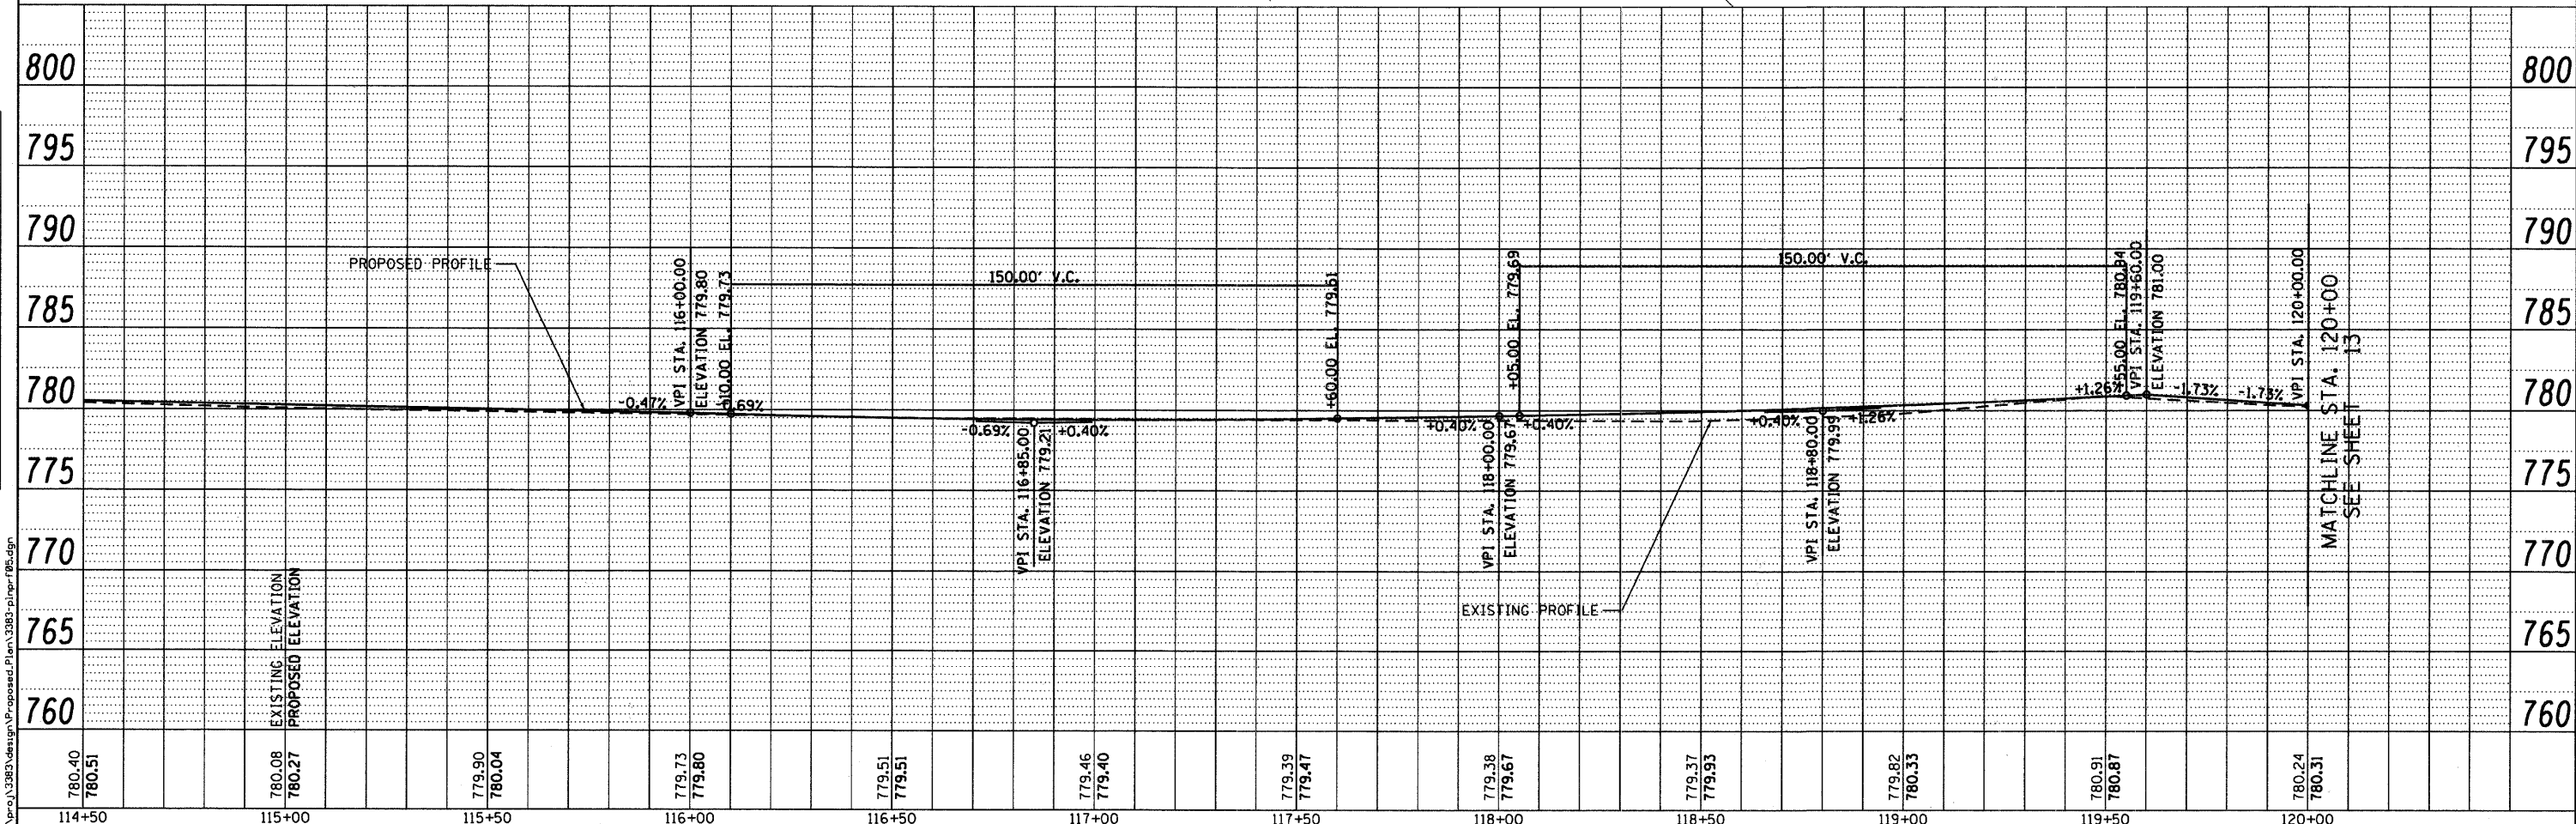 800
795
790
785
780
775
770
765
760
800
795
790
785
780
775
770
765
760
PROPOSED PROFILE
-0.47%
VPI STA. 116+00.00
ELEVATION 779.80
+10.00 EL. 779.73
150.00' V.C.
-0.69%
VPI STA. 116+85.00
ELEVATION 779.21
+0.40%
+60.00 EL. 779.61
+0.40%
VPI STA. 118+00.00
ELEVATION 779.67
+05.00 EL. 779.69
+0.40%
150.00' V.C.
EXISTING PROFILE
+0.40%
VPI STA. 118+80.00
ELEVATION 779.99
+1.26%
+1.26%
+55.00 EL. 780.94
VPI STA. 119+60.00
ELEVATION 781.00
-1.73%
-1.73%
VPI STA. 120+00.00
MATCHLINE STA. 120+00
SEE SHEET 13
EXISTING ELEVATION
PROPOSED ELEVATION
780.40
780.51
780.08
780.27
779.90
780.04
779.73
779.80
779.51
779.51
779.46
779.40
779.39
779.47
779.38
779.67
779.37
779.93
779.82
780.33
780.91
780.87
780.24
780.31
114+50
115+00
115+50
116+00
116+50
117+00
117+50
118+00
118+50
119+00
119+50
120+00
\proj\3383\design\Proposed.Plan\3383-plnprf05.dgn